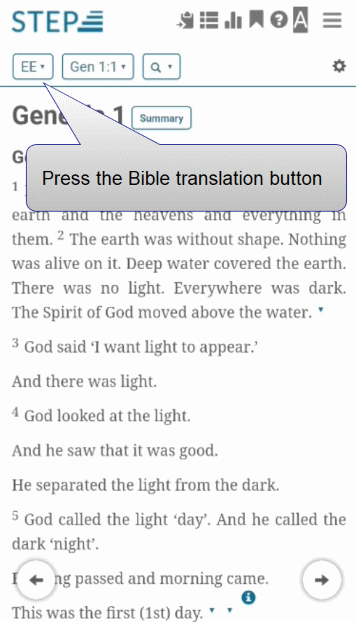 STEP
A
EE
Gen 1:1
Gene 1
Summary
G
Press the Bible translation button
1
earth and the heavens and everything in
them. 2 The earth was without shape. Nothing
was alive on it. Deep water covered the earth.
There was no light. Everywhere was dark.
The Spirit of God moved above the water.
3 God said ‘I want light to appear.’
And there was light.
4 God looked at the light.
And he saw that it was good.
He separated the light from the dark.
5 God called the light ‘day’. And he called the
dark ‘night’.
ng passed and morning came.
This was the first (1st) day.